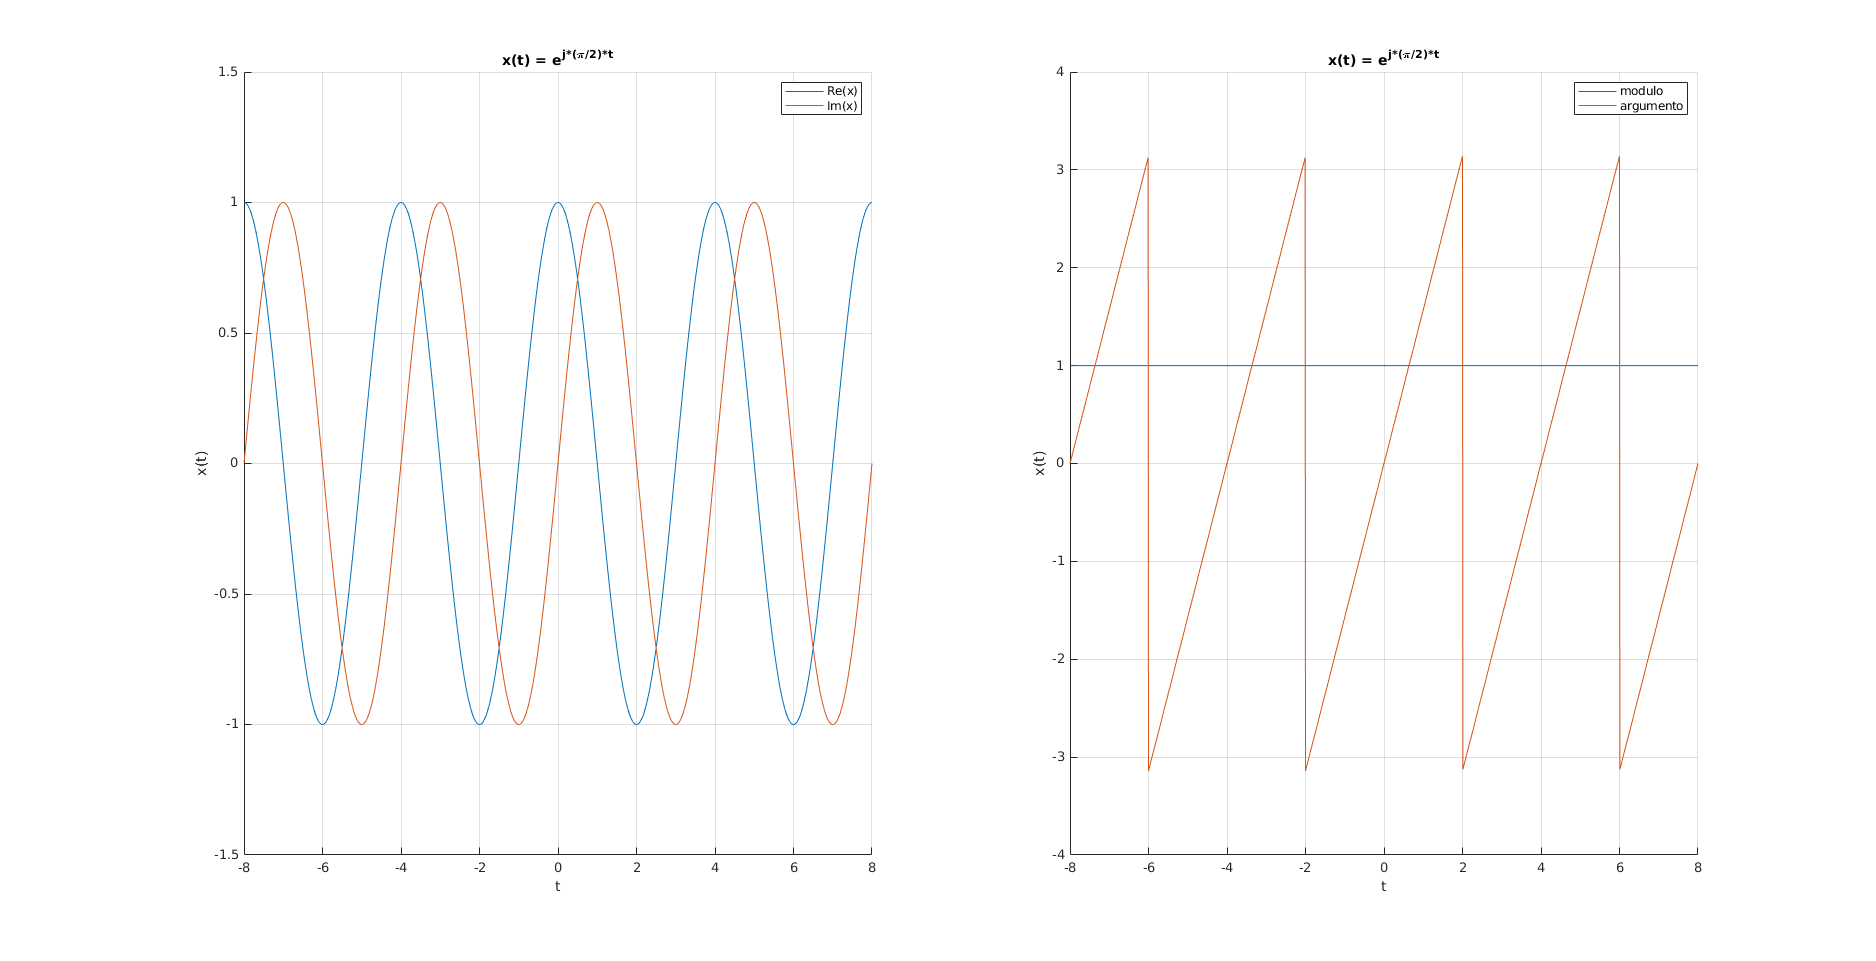 x(t) = e^j*(π/2)*t
1.5
1
0.5
0
-0.5
-1
-1.5
x(t)
-8 -6 -4 -2 0 2 4 6 8
t
Re(x)
Im(x)
x(t) = e^j*(π/2)*t
4
3
2
1
0
-1
-2
-3
-4
x(t)
-8 -6 -4 -2 0 2 4 6 8
t
modulo
argumento